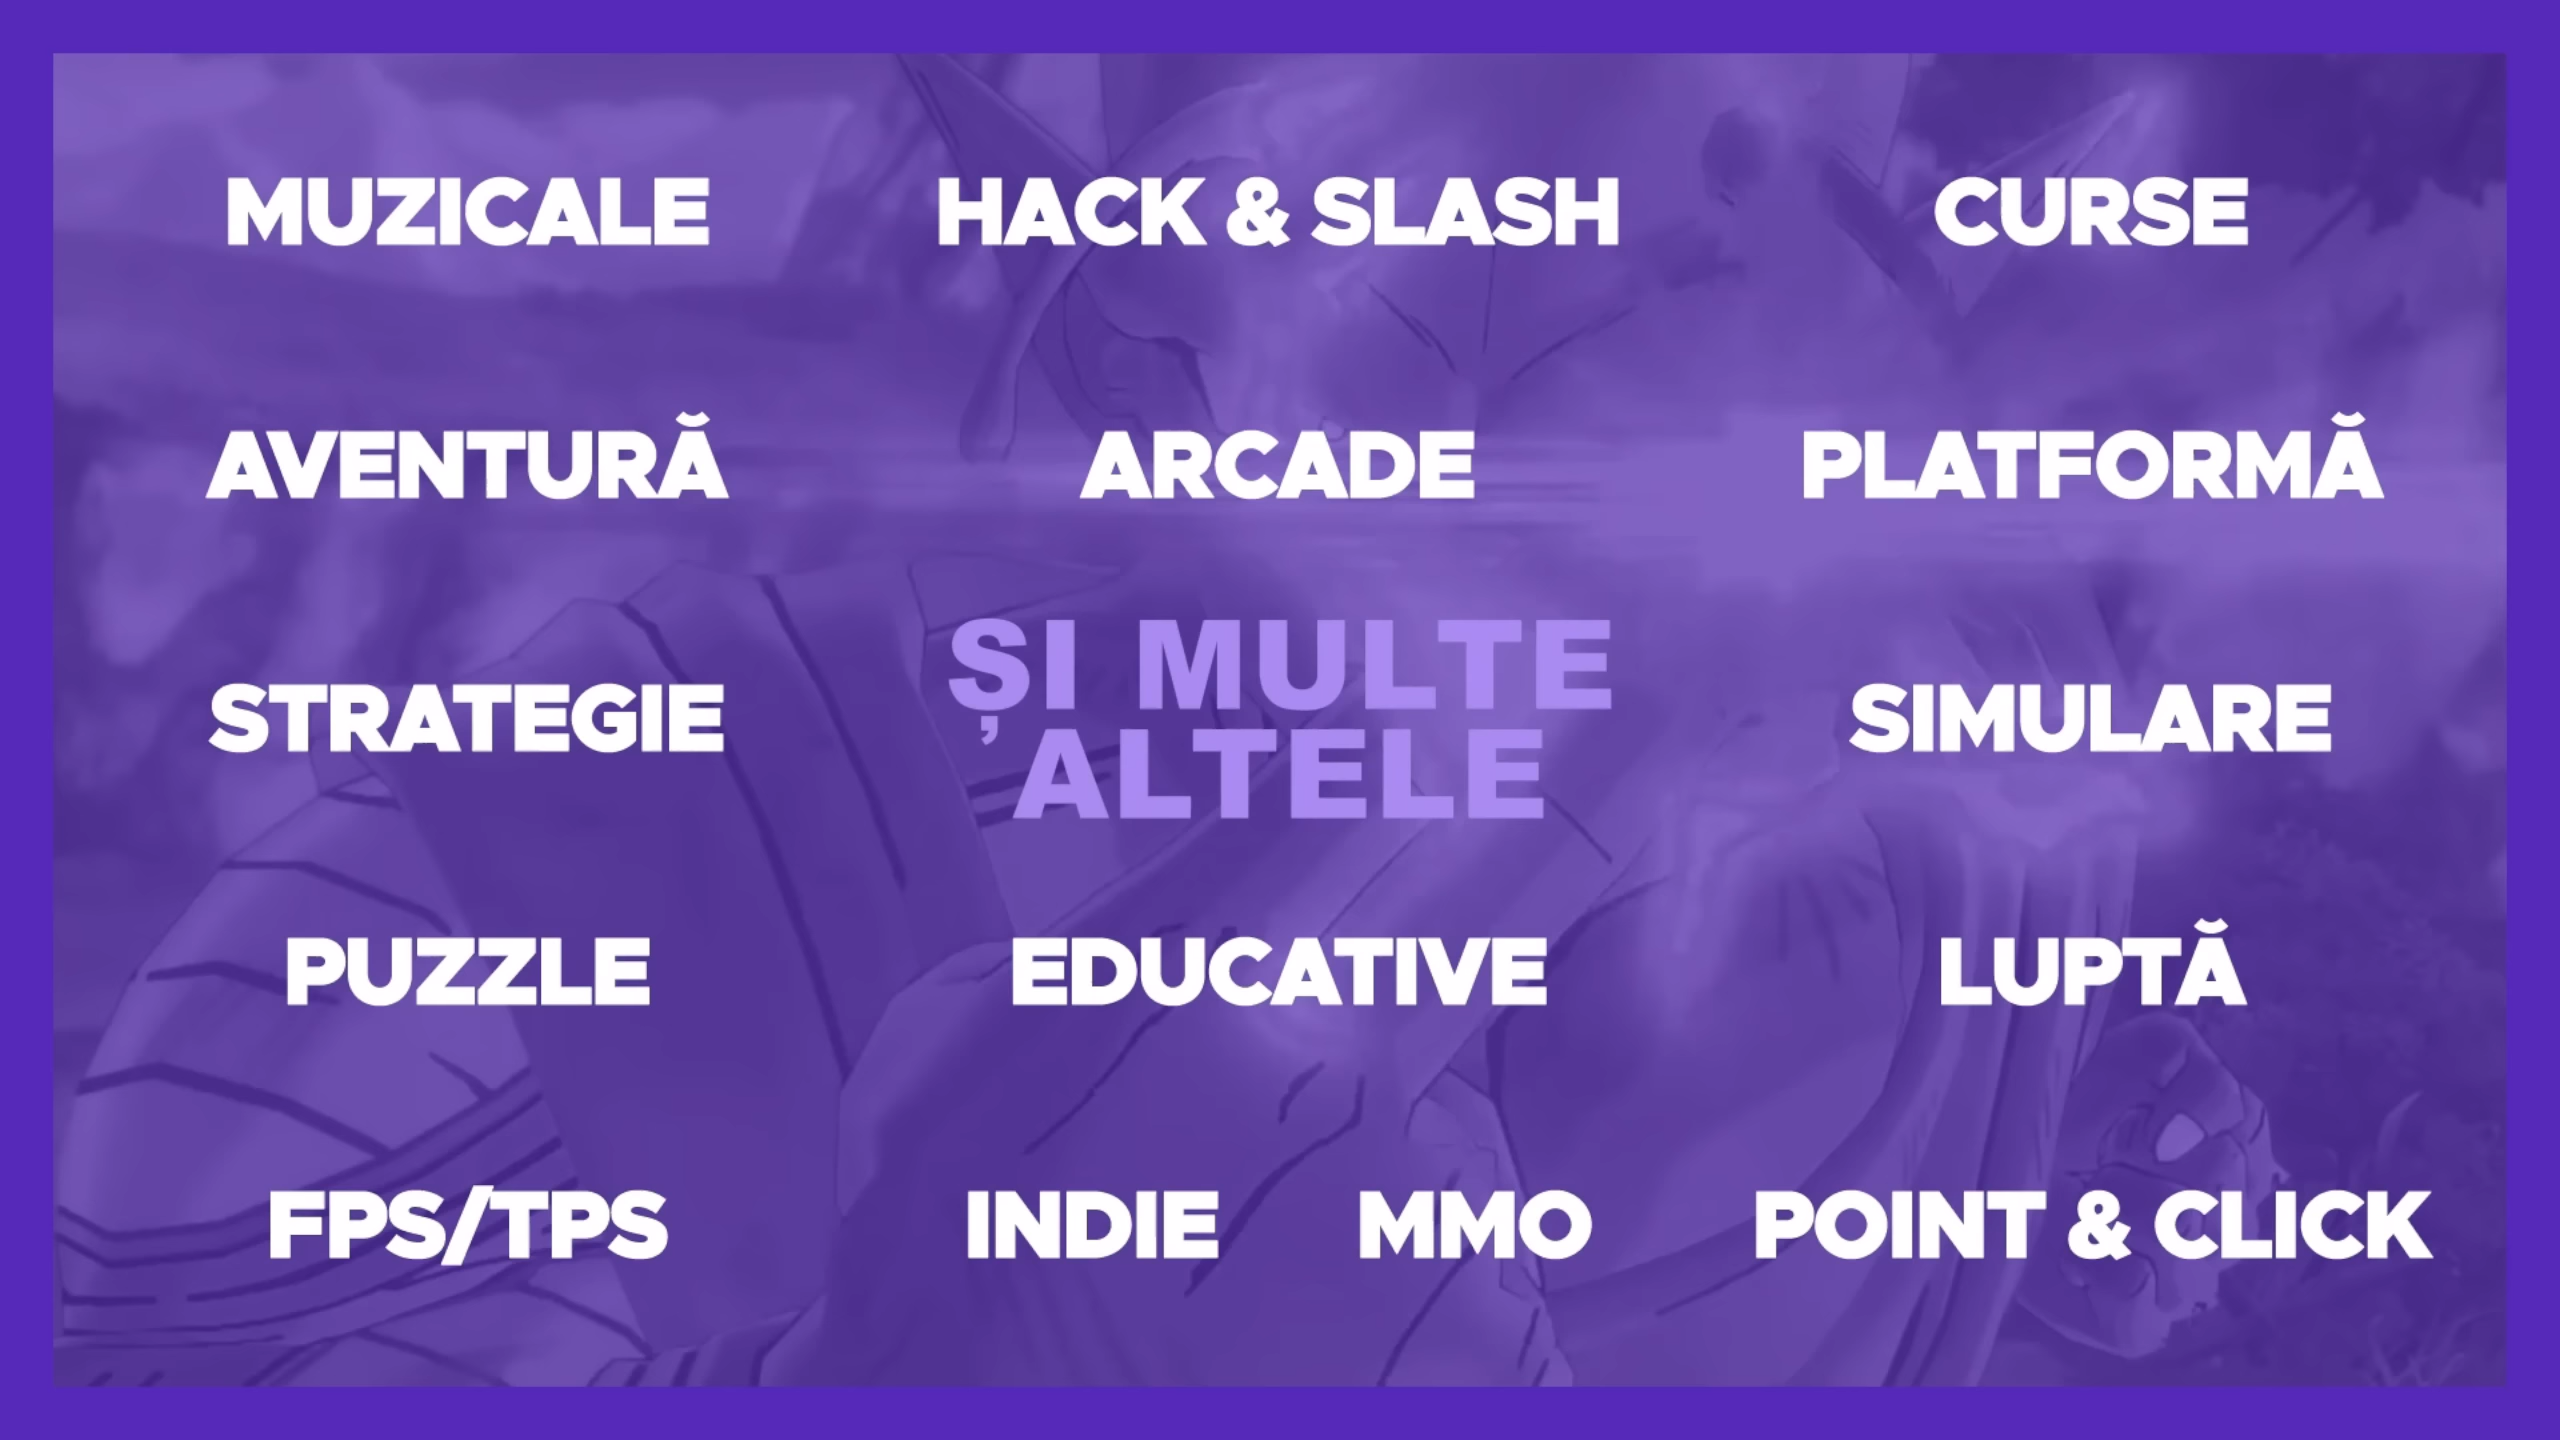 MUZICALE
HACK & SLASH
CURSE
AVENTURĂ
ARCADE
PLATFORMĂ
STRATEGIE
ȘI MULTE
ALTELE
SIMULARE
PUZZLE
EDUCATIVE
LUPTĂ
FPS/TPS
INDIE
MMO
POINT & CLICK